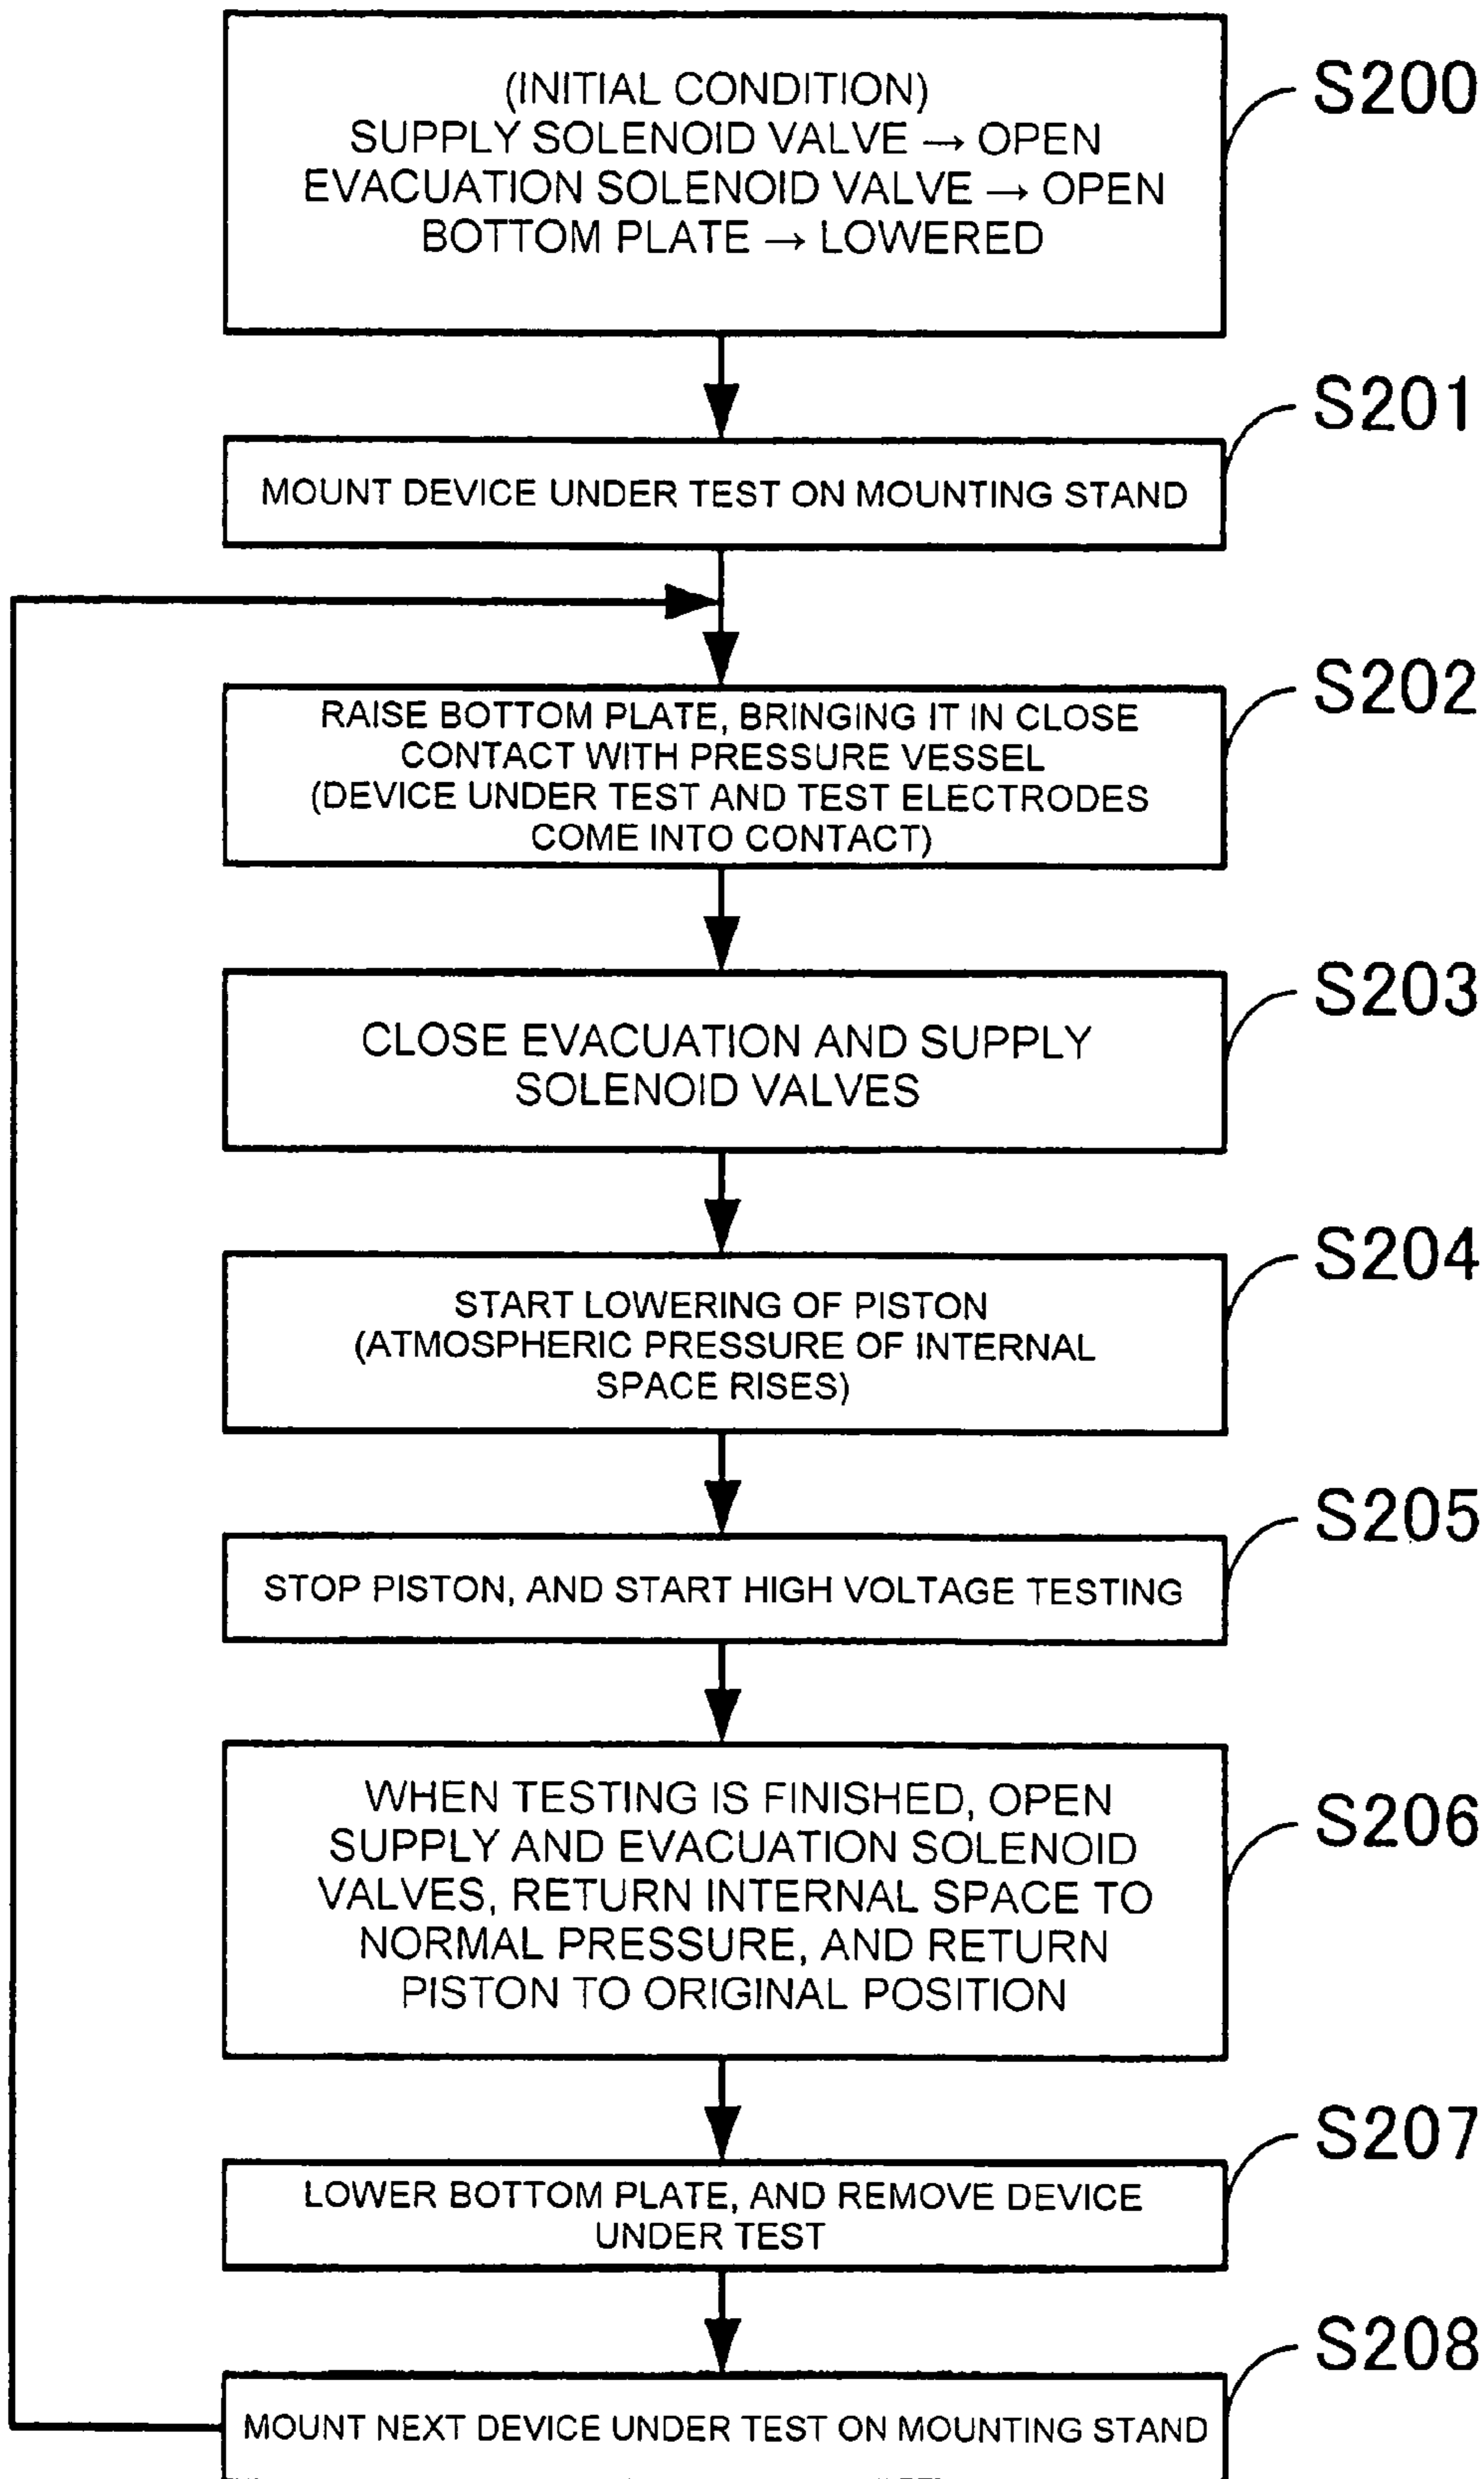 (INITIAL CONDITION)
SUPPLY SOLENOID VALVE → OPEN
EVACUATION SOLENOID VALVE → OPEN
BOTTOM PLATE → LOWERED
S200
MOUNT DEVICE UNDER TEST ON MOUNTING STAND
S201
RAISE BOTTOM PLATE, BRINGING IT IN CLOSE
CONTACT WITH PRESSURE VESSEL
(DEVICE UNDER TEST AND TEST ELECTRODES
COME INTO CONTACT)
S202
CLOSE EVACUATION AND SUPPLY
SOLENOID VALVES
S203
START LOWERING OF PISTON
(ATMOSPHERIC PRESSURE OF INTERNAL
SPACE RISES)
S204
STOP PISTON, AND START HIGH VOLTAGE TESTING
S205
WHEN TESTING IS FINISHED, OPEN
SUPPLY AND EVACUATION SOLENOID
VALVES, RETURN INTERNAL SPACE TO
NORMAL PRESSURE, AND RETURN
PISTON TO ORIGINAL POSITION
S206
LOWER BOTTOM PLATE, AND REMOVE DEVICE
UNDER TEST
S207
MOUNT NEXT DEVICE UNDER TEST ON MOUNTING STAND
S208